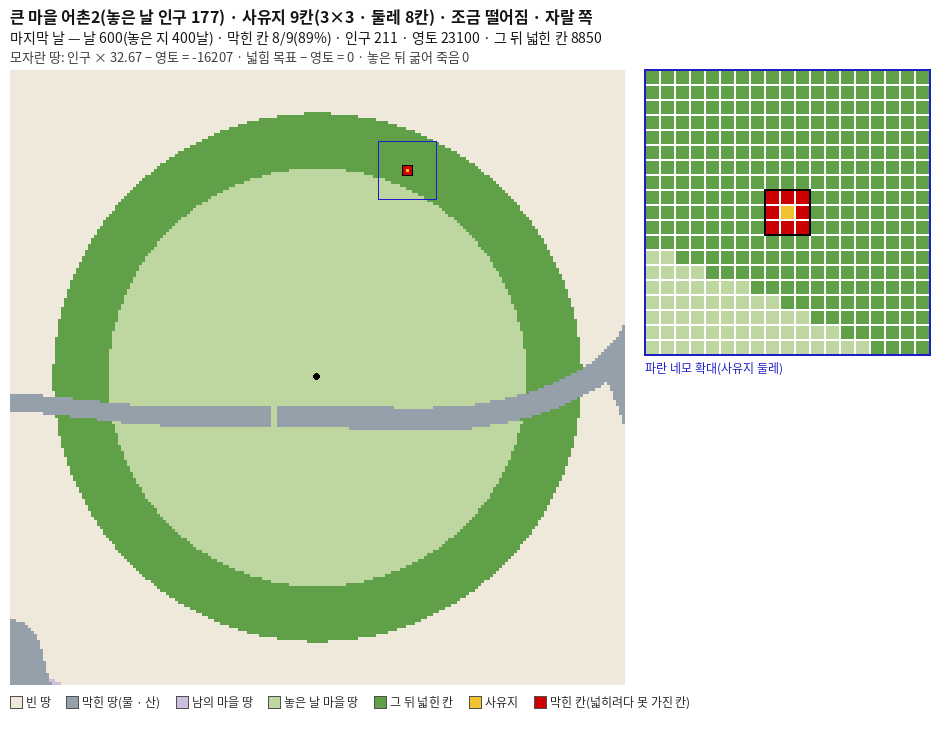 큰 마을 어촌2(놓은 날 인구 177) · 사유지 9칸(3×3 · 둘레 8칸) · 조금 떨어짐 · 자랄 쪽
마지막 날 — 날 600(놓은 지 400날) · 막힌 칸 8/9(89%) · 인구 211 · 영토 23100 · 그 뒤 넓힌 칸 8850
모자란 땅: 인구 × 32.67 − 영토 = -16207 · 넓힘 목표 − 영토 = 0 · 놓은 뒤 굶어 죽음 0
파란 네모 확대(사유지 둘레)
빈 땅 막힌 땅(물 · 산) 남의 마을 땅 놓은 날 마을 땅 그 뒤 넓힌 칸 사유지 막힌 칸(넓히려다 못 가진 칸)